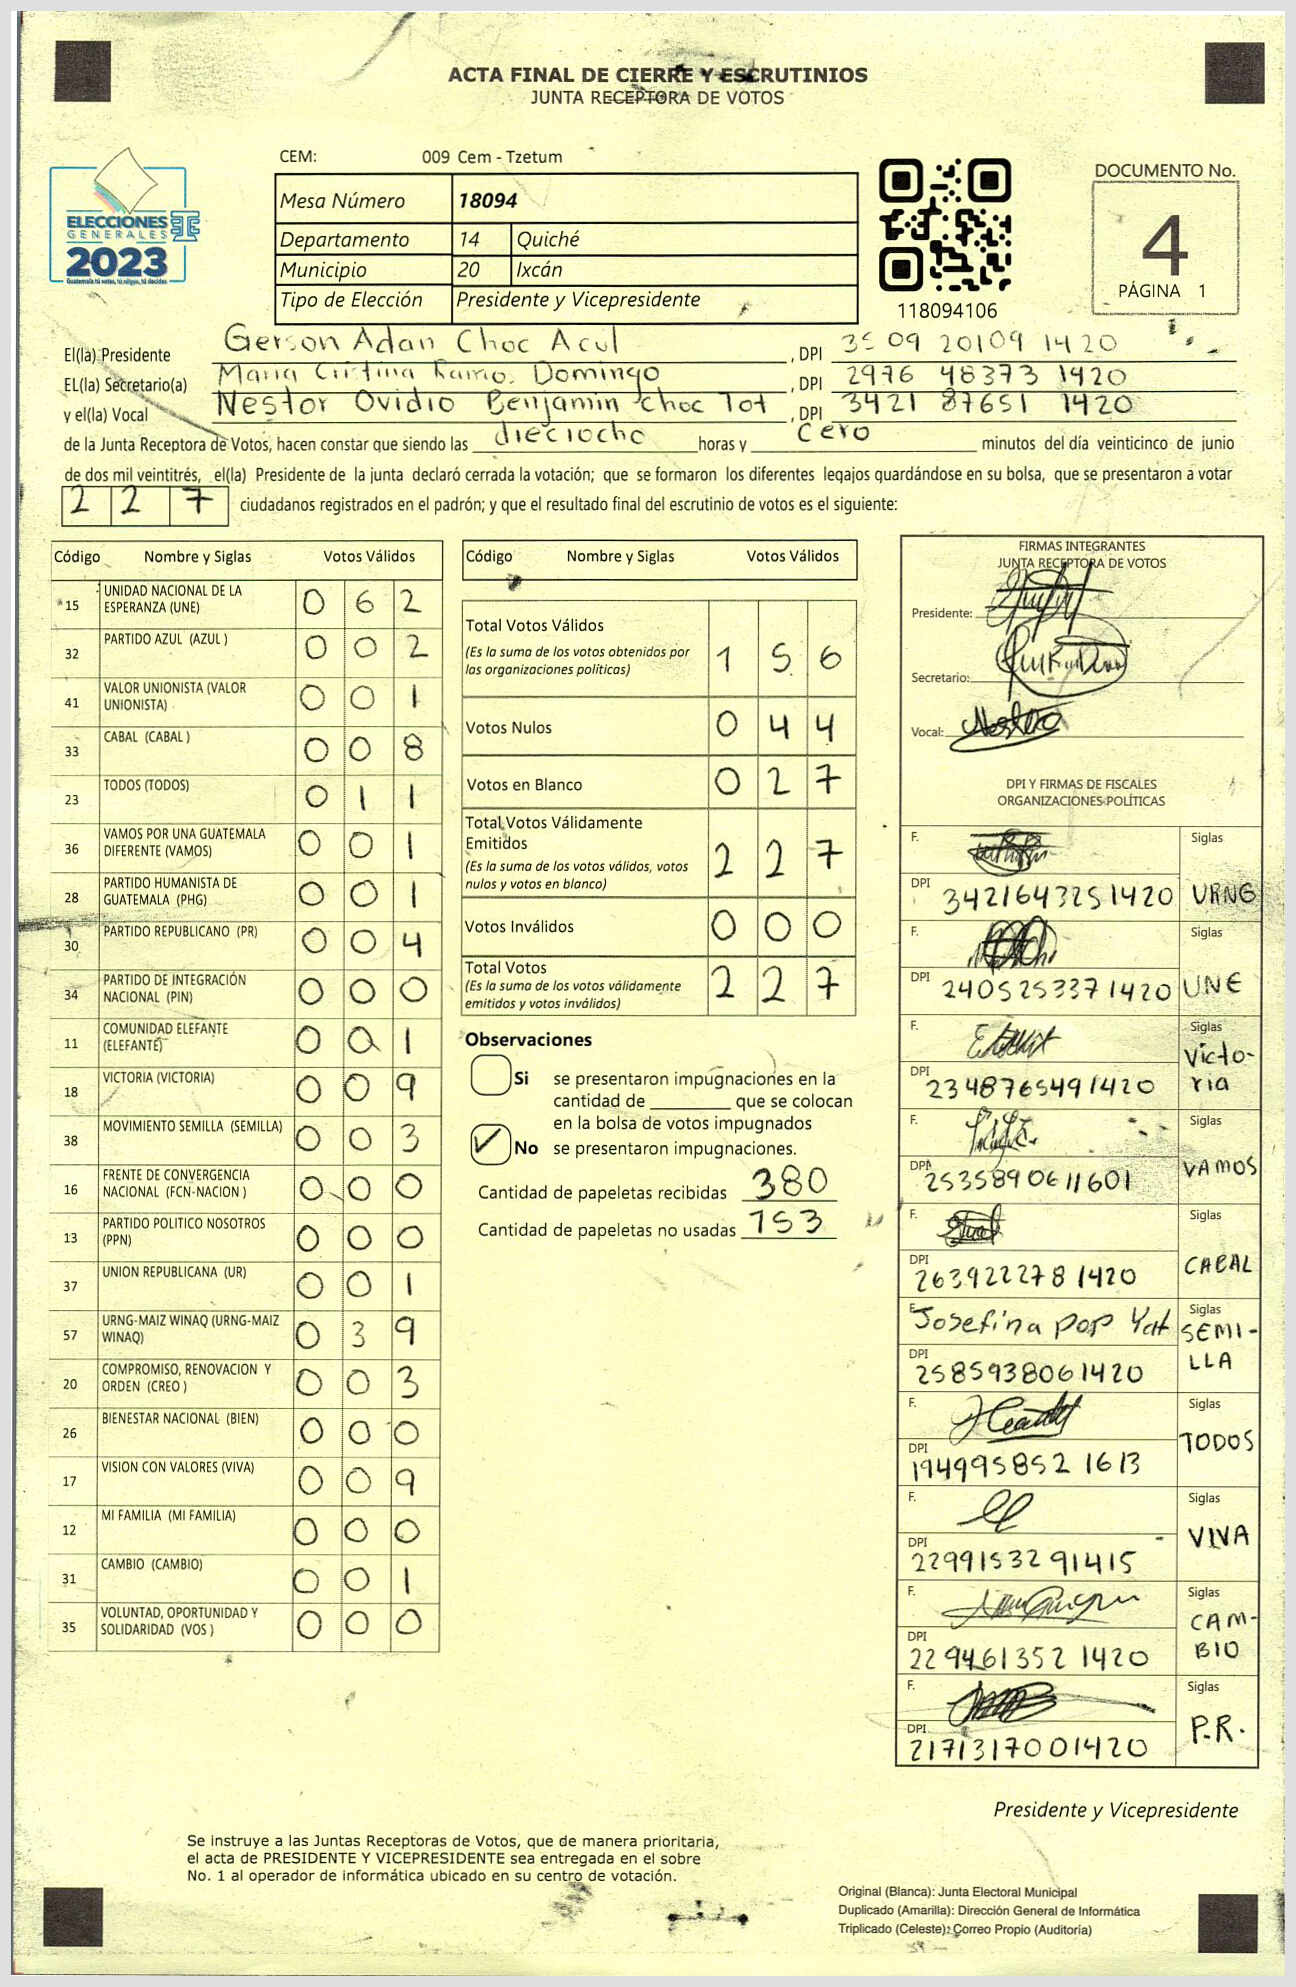 ACTA FINAL DE CIERRE Y ESCRUTINIOS
JUNTA RECEPTORA DE VOTOS
ELECCIONES
GENERALES
2023
CEM: 009 Cem - Tzetum
Mesa Número 18094
Departamento 14 Quiché
Municipio 20 Ixcán
Tipo de Elección Presidente y Vicepresidente
118094106
DOCUMENTO No.
4
PÁGINA 1
El(la) Presidente Gerson Adan Choc Acul, DPI 35 09 20109 1420
EL(la) Secretario(a) Maria Cristina Ramo. Domingo, DPI 2976 48373 1420
y el(la) Vocal Nestor Ovidio Benjamin Choc Tot, DPI 3421 87651 1420
de la Junta Receptora de Votos, hacen constar que siendo las dieciocho horas y cero minutos del día veinticinco de junio
de dos mil veintitrés, el(la) Presidente de la junta declaró cerrada la votación; que se formaron los diferentes legajos guardándose en su bolsa, que se presentaron a votar
2 2 7 ciudadanos registrados en el padrón; y que el resultado final del escrutinio de votos es el siguiente:
Código Nombre y Siglas Votos Válidos
15 UNIDAD NACIONAL DE LA ESPERANZA (UNE) 0 6 2
32 PARTIDO AZUL (AZUL ) 0 0 2
41 VALOR UNIONISTA (VALOR UNIONISTA) 0 0 1
33 CABAL (CABAL ) 0 0 8
23 TODOS (TODOS) 0 1 1
36 VAMOS POR UNA GUATEMALA DIFERENTE (VAMOS) 0 0 1
28 PARTIDO HUMANISTA DE GUATEMALA (PHG) 0 0 1
30 PARTIDO REPUBLICANO (PR) 0 0 4
34 PARTIDO DE INTEGRACIÓN NACIONAL (PIN) 0 0 0
11 COMUNIDAD ELEFANTE (ELEFANTE) 0 0 1
18 VICTORIA (VICTORIA) 0 0 9
38 MOVIMIENTO SEMILLA (SEMILLA) 0 0 3
16 FRENTE DE CONVERGENCIA NACIONAL (FCN-NACION ) 0 0 0
13 PARTIDO POLITICO NOSOTROS (PPN) 0 0 0
37 UNION REPUBLICANA (UR) 0 0 1
57 URNG-MAIZ WINAQ (URNG-MAIZ WINAQ) 0 3 9
20 COMPROMISO, RENOVACION Y ORDEN (CREO ) 0 0 3
26 BIENESTAR NACIONAL (BIEN) 0 0 0
17 VISION CON VALORES (VIVA) 0 0 9
12 MI FAMILIA (MI FAMILIA) 0 0 0
31 CAMBIO (CAMBIO) 0 0 1
35 VOLUNTAD, OPORTUNIDAD Y SOLIDARIDAD (VOS ) 0 0 0
Código Nombre y Siglas Votos Válidos
Total Votos Válidos
(Es la suma de los votos obtenidos por
las organizaciones políticas) 1 5 6
Votos Nulos 0 4 4
Votos en Blanco 0 2 7
Total Votos Válidamente
Emitidos
(Es la suma de los votos válidos, votos
nulos y votos en blanco) 2 2 7
Votos Inválidos 0 0 0
Total Votos
(Es la suma de los votos válidamente
emitidos y votos inválidos) 2 2 7
Observaciones
Si se presentaron impugnaciones en la
cantidad de ________ que se colocan
en la bolsa de votos impugnados
No se presentaron impugnaciones.
Cantidad de papeletas recibidas 380
Cantidad de papeletas no usadas 153
FIRMAS INTEGRANTES
JUNTA RECEPTORA DE VOTOS
Presidente:
Secretario:
Vocal:
DPI Y FIRMAS DE FISCALES
ORGANIZACIONES POLÍTICAS
F. Siglas
DPI 3421643251420 URNG
F. Siglas
DPI 2405253371420 UNE
F. Siglas
DPI 2348765491420 Victo-
ria
F. Siglas
DPI 2535890611601 VAMOS
F. Siglas
DPI 2639222781420 CABAL
F. Josefina pop Yat Siglas
DPI 2585938061420 SEMI-
LLA
F. Siglas
DPI 1949958521613 TODOS
F. Siglas
DPI 2299153291415 VIVA
F. Siglas
DPI 2294613521420 CAM-
BIO
F. Siglas
DPI 2171317001420 P.R.
Presidente y Vicepresidente
Se instruye a las Juntas Receptoras de Votos, que de manera prioritaria,
el acta de PRESIDENTE Y VICEPRESIDENTE sea entregada en el sobre
No. 1 al operador de informática ubicado en su centro de votación.
Original (Blanca): Junta Electoral Municipal
Duplicado (Amarilla): Dirección General de Informática
Triplicado (Celeste): Correo Propio (Auditoría)